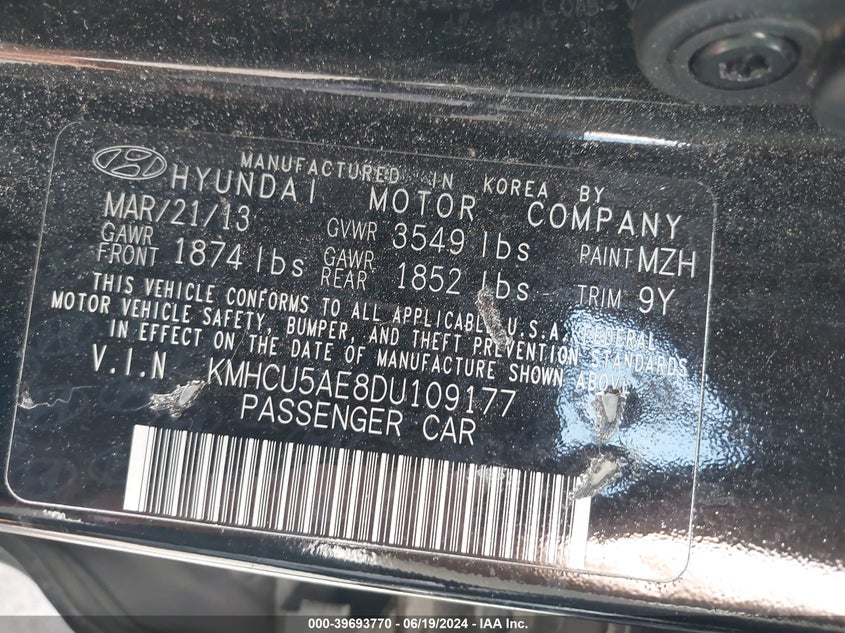 MANUFACTURED IN KOREA BY
HYUNDAI MOTOR COMPANY
MAR/21/13 GVWR 3549 lbs PAINT MZH
GAWR FRONT 1874 lbs GAWR REAR 1852 lbs TRIM 9Y
THIS VEHICLE CONFORMS TO ALL APPLICABLE U.S.A. FEDERAL
MOTOR VEHICLE SAFETY, BUMPER, AND THEFT PREVENTION STANDARDS
IN EFFECT ON THE DATE OF MANUFACTURE SHOWN ABOVE
V.I.N KMHCU5AE8DU109177
PASSENGER CAR
000-39693770 - 06/19/2024 - IAA Inc.